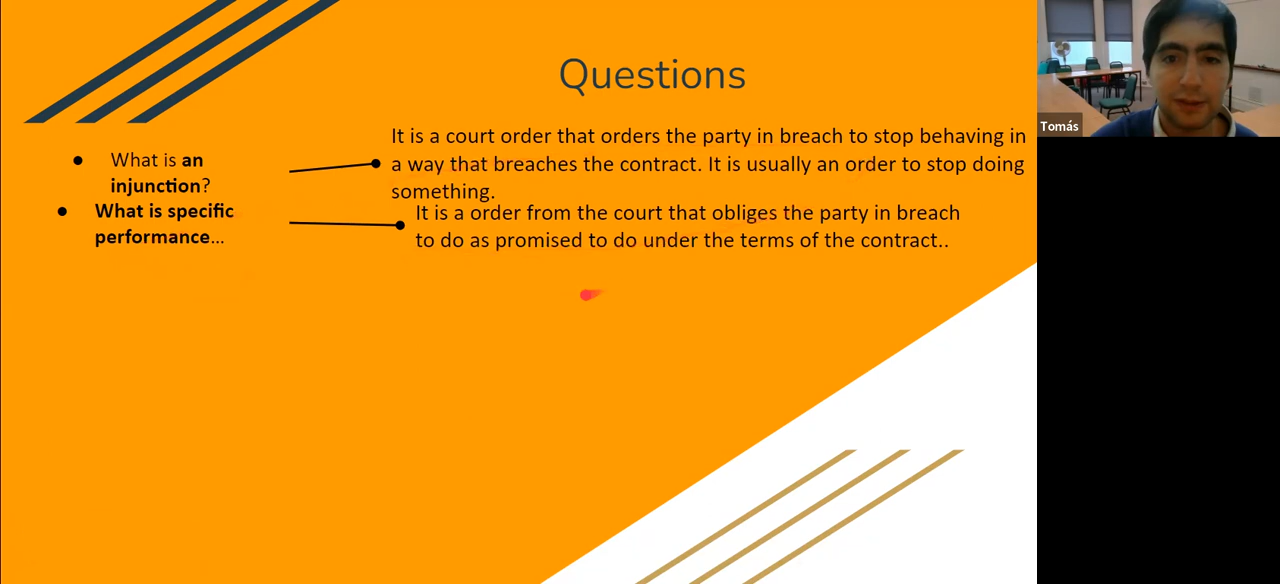 Questions
What is an
injunction?
It is a court order that orders the party in breach to stop behaving in
a way that breaches the contract. It is usually an order to stop doing
something.
What is specific
performance...
It is a order from the court that obliges the party in breach
to do as promised to do under the terms of the contract..
Tomás